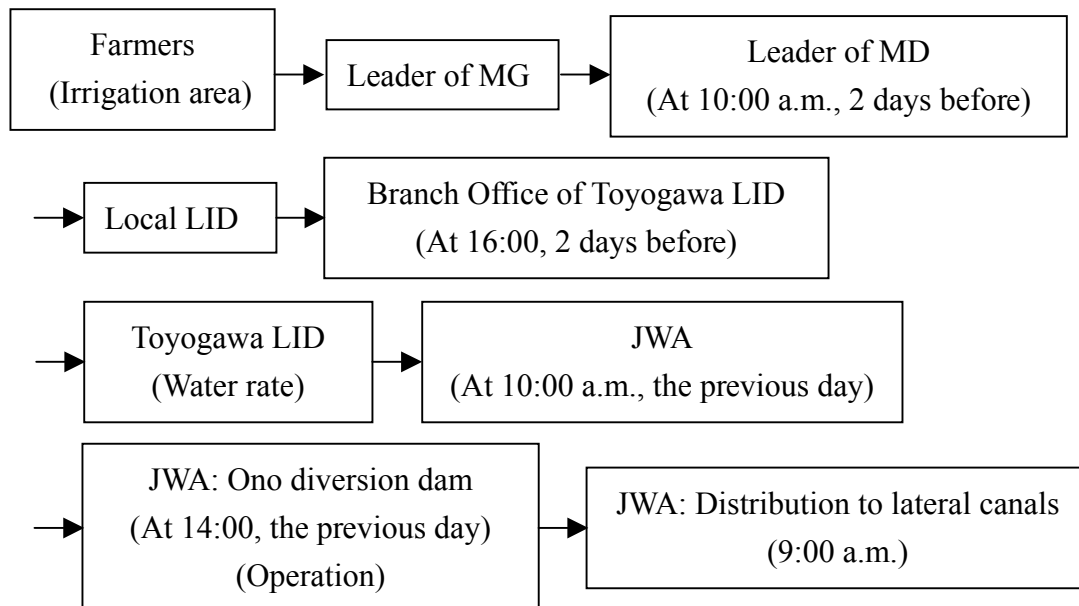 Farmers
(Irrigation area)
Leader of MG
Leader of MD
(At 10:00 a.m., 2 days before)
Local LID
Branch Office of Toyogawa LID
(At 16:00, 2 days before)
Toyogawa LID
(Water rate)
JWA
(At 10:00 a.m., the previous day)
JWA: Ono diversion dam
(At 14:00, the previous day)
(Operation)
JWA: Distribution to lateral canals
(9:00 a.m.)